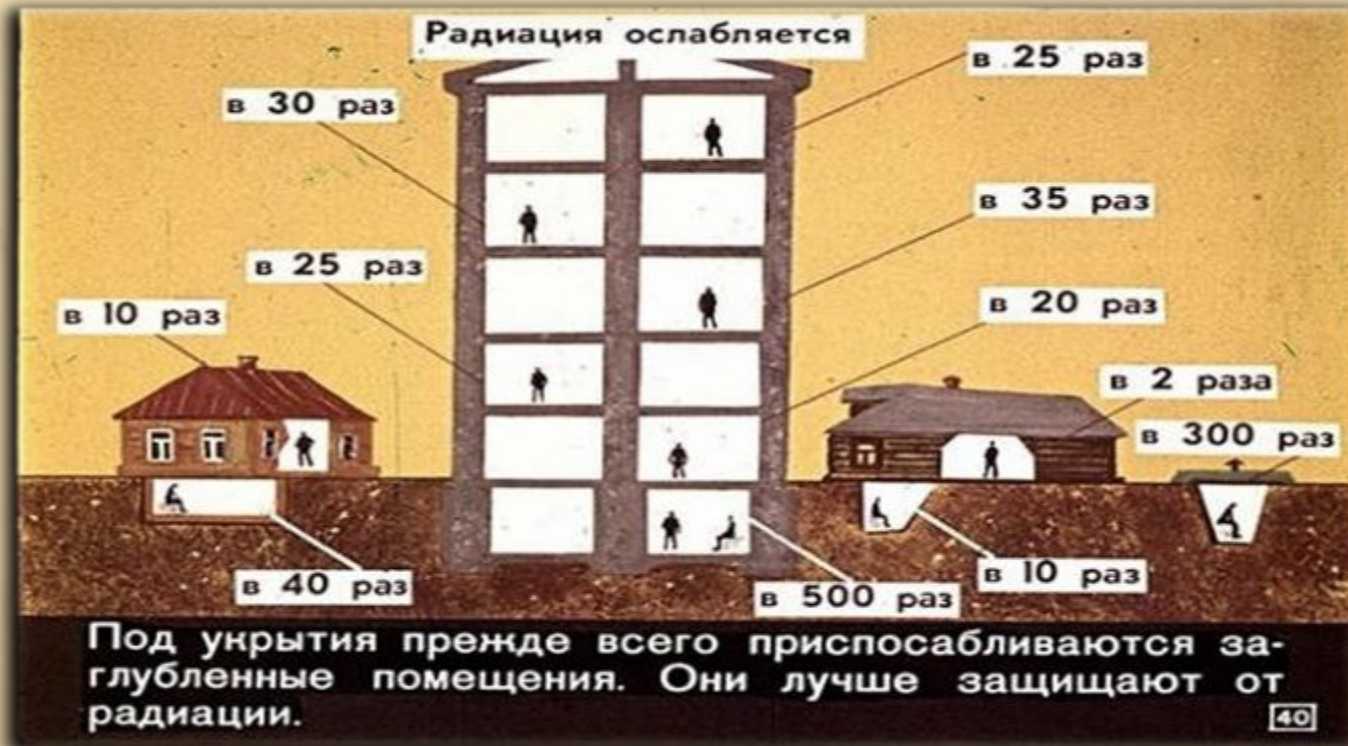 Радиация ослабляется
в 25 раз
в 30 раз
в 35 раз
в 25 раз
в 20 раз
в 10 раз
в 2 раза
в 300 раз
в 40 раз
в 500 раз
в 10 раз
Под укрытия прежде всего приспосабливаются за-
глубленные помещения. Они лучше защищают от
радиации.
40